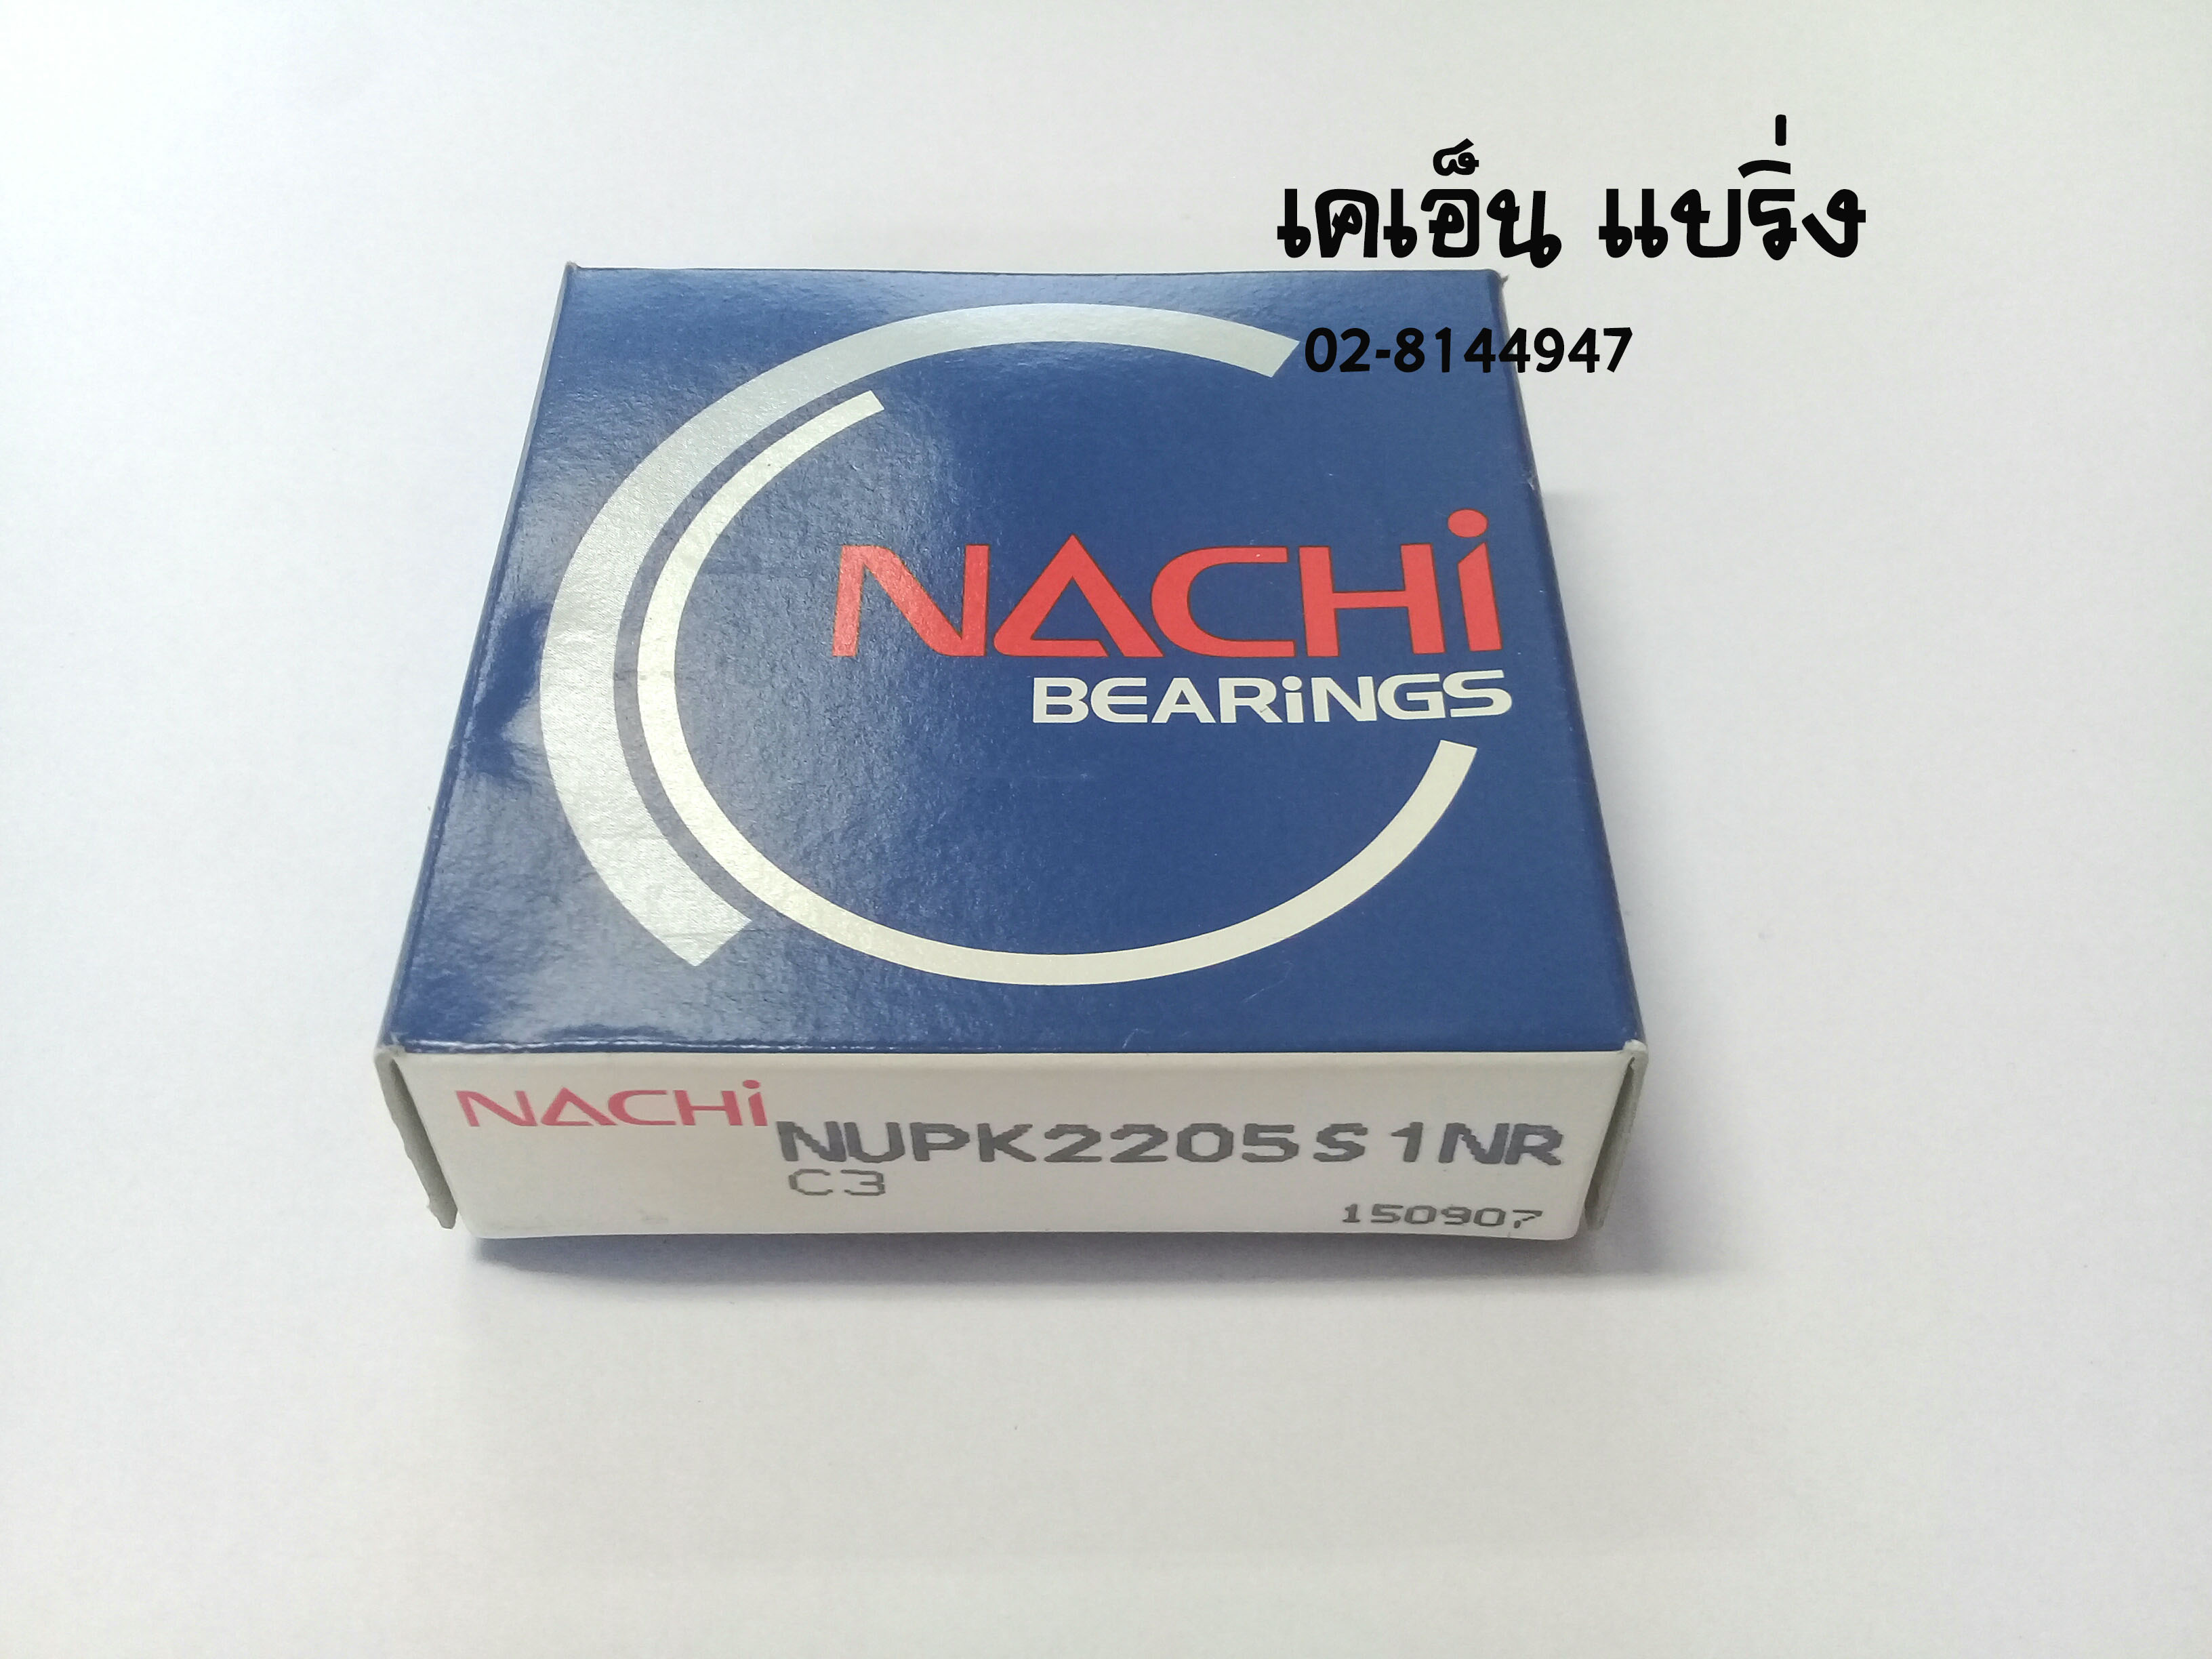 เคเอ็น แบริ่ง
02-8144947
NACHi
BEARiNGS
NACHi NUPK2205S1NR
C3
150907